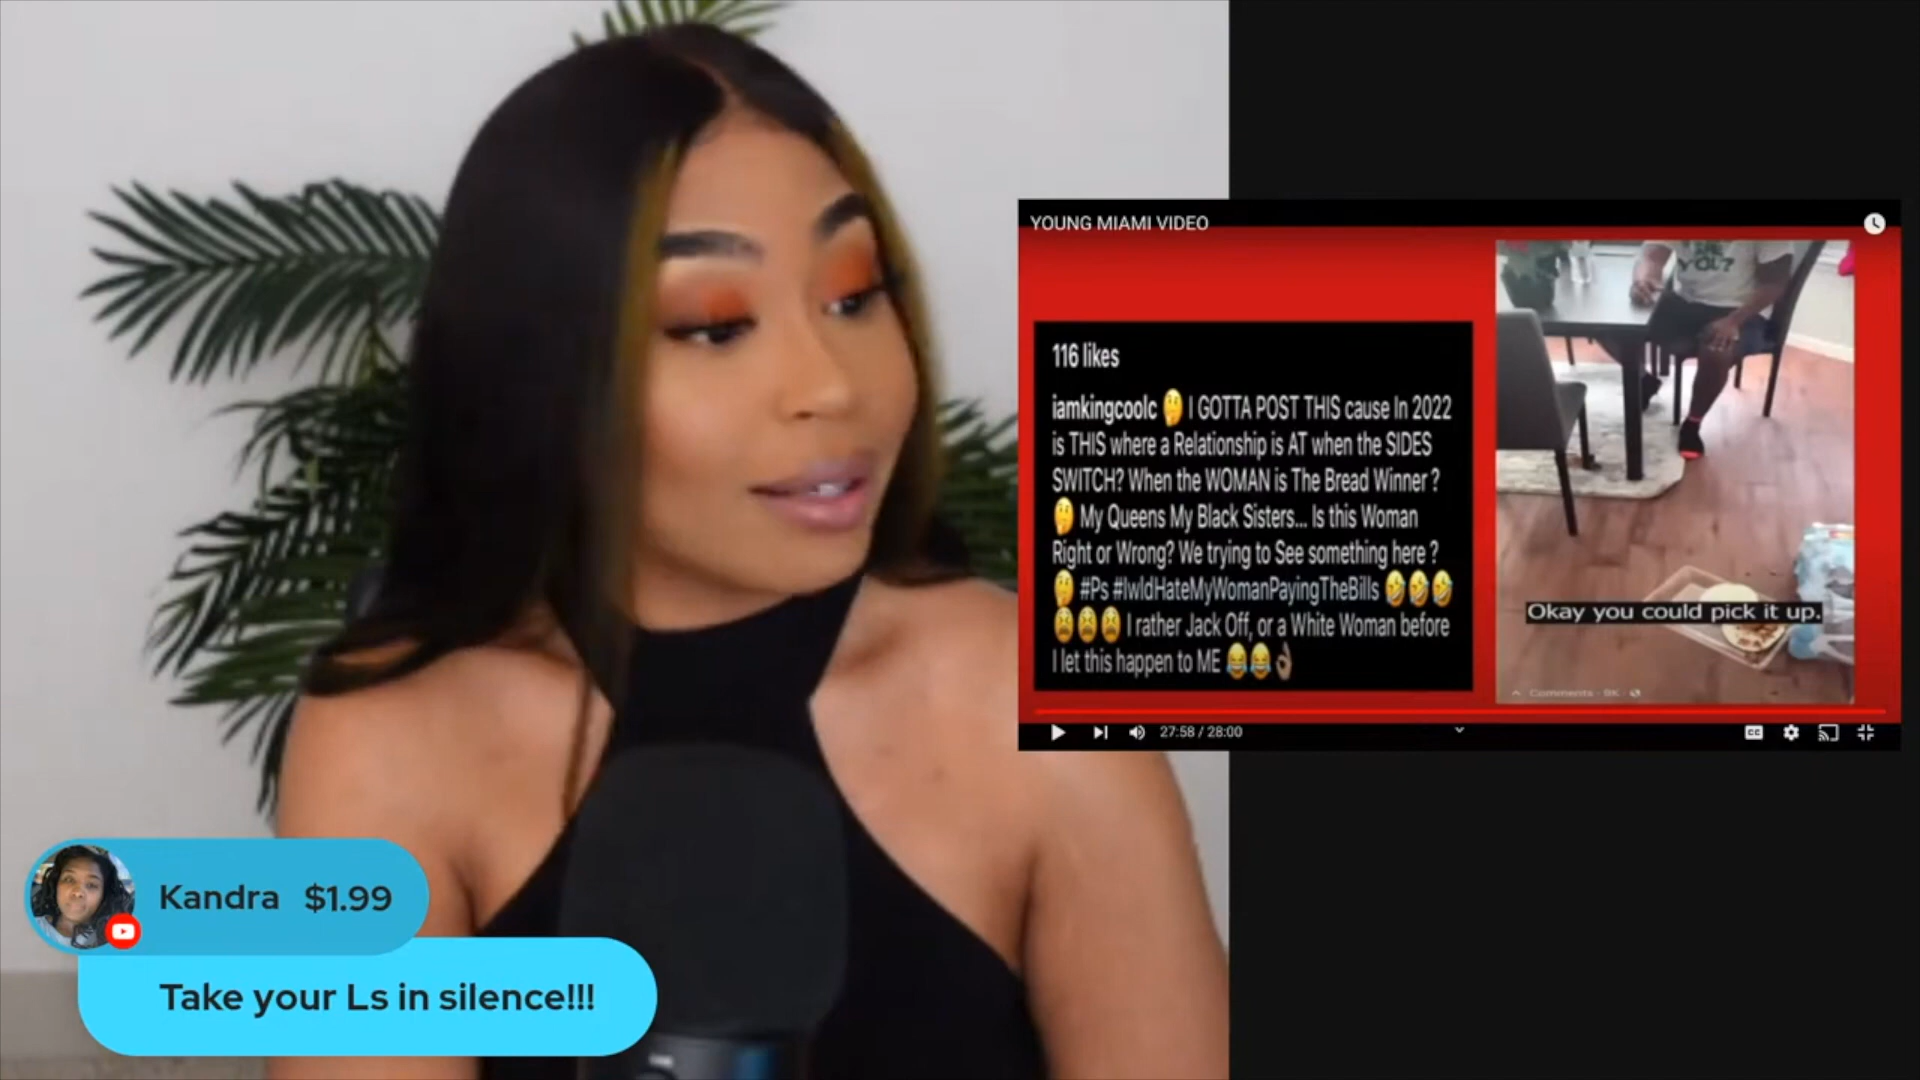 YOUNG MIAMI VIDEO
116 likes
iamkingcoolc 🤔 I GOTTA POST THIS cause In 2022
is THIS where a Relationship is AT when the SIDES
SWITCH? When the WOMAN is The Bread Winner ?
🤔 My Queens My Black Sisters... Is this Woman
Right or Wrong? We trying to See something here ?
🤔 #Ps #IwldHateMyWomanPayingTheBills 🤣🤣🤣
😫😫😫 I rather Jack Off, or a White Woman before
I let this happen to ME 😂😂👌🏽
YOU?
Okay you could pick it up.
Comments · 9K ·
27:58 / 28:00
CC
Kandra $1.99
Take your Ls in silence!!!